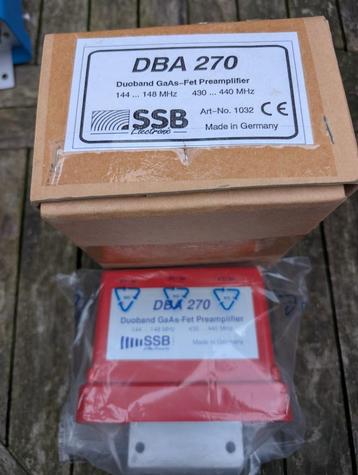 DBA 270
Duoband GaAs-Fet Preamplifier
144 ... 148 MHz 430 ... 440 MHz
SSB
Electronic
Art-No. 1032 CE
Made in Germany
DBA 270
Duoband GaAs-Fet Preamplifier
144 ... 148 MHz 430 ... 440 MHz
SSB
Electronic
Made in Germany